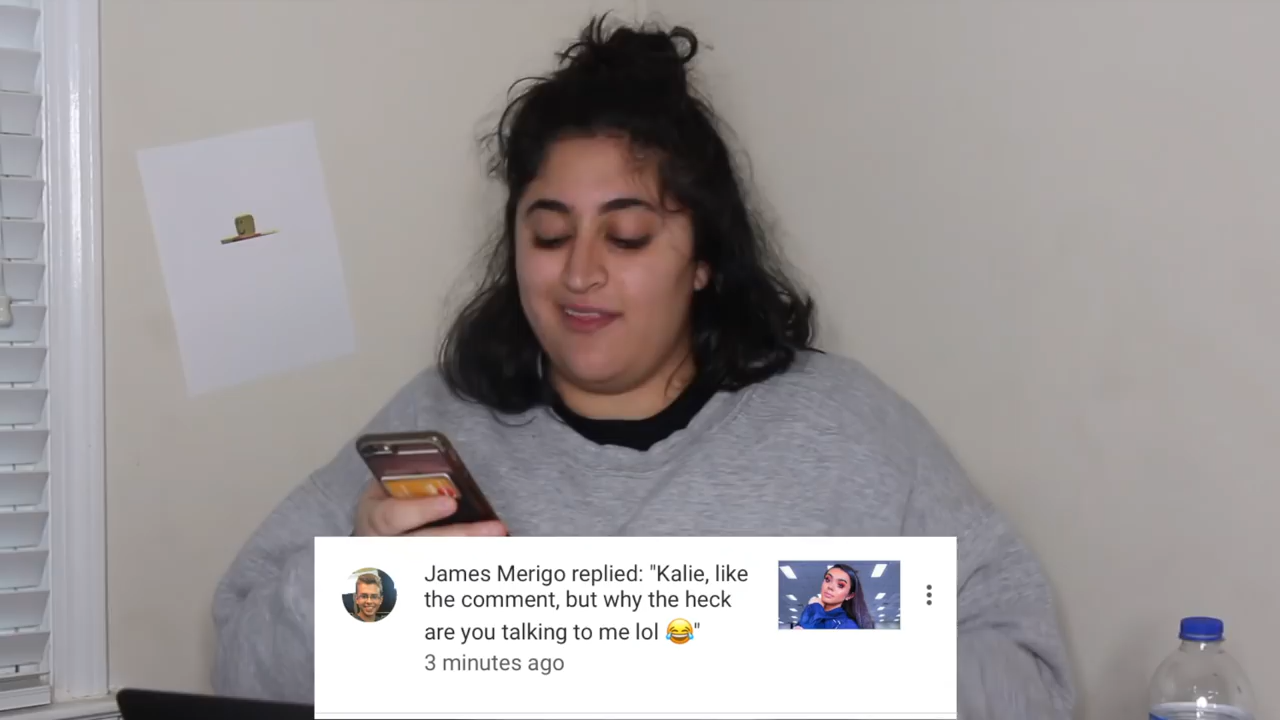 James Merigo replied: "Kalie, like
the comment, but why the heck
are you talking to me lol 😂"
3 minutes ago